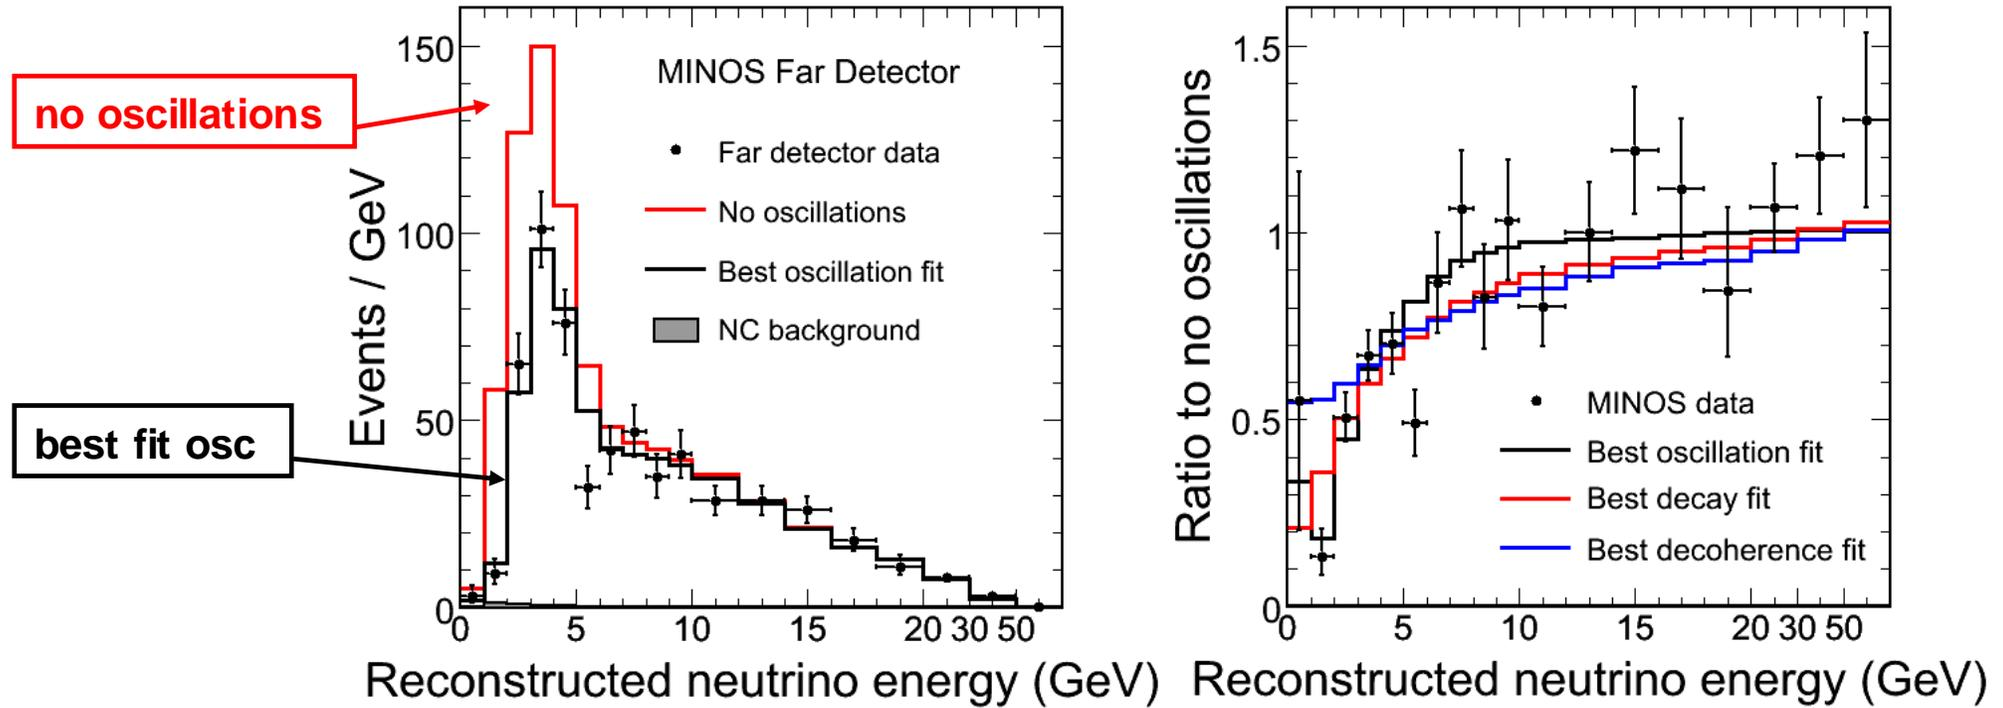 no oscillations
best fit osc
Events / GeV
150
100
50
0
MINOS Far Detector
Far detector data
No oscillations
Best oscillation fit
NC background
0 5 10 15 20 30 50
Reconstructed neutrino energy (GeV)
Ratio to no oscillations
1.5
1
0.5
0
MINOS data
Best oscillation fit
Best decay fit
Best decoherence fit
0 5 10 15 20 30 50
Reconstructed neutrino energy (GeV)